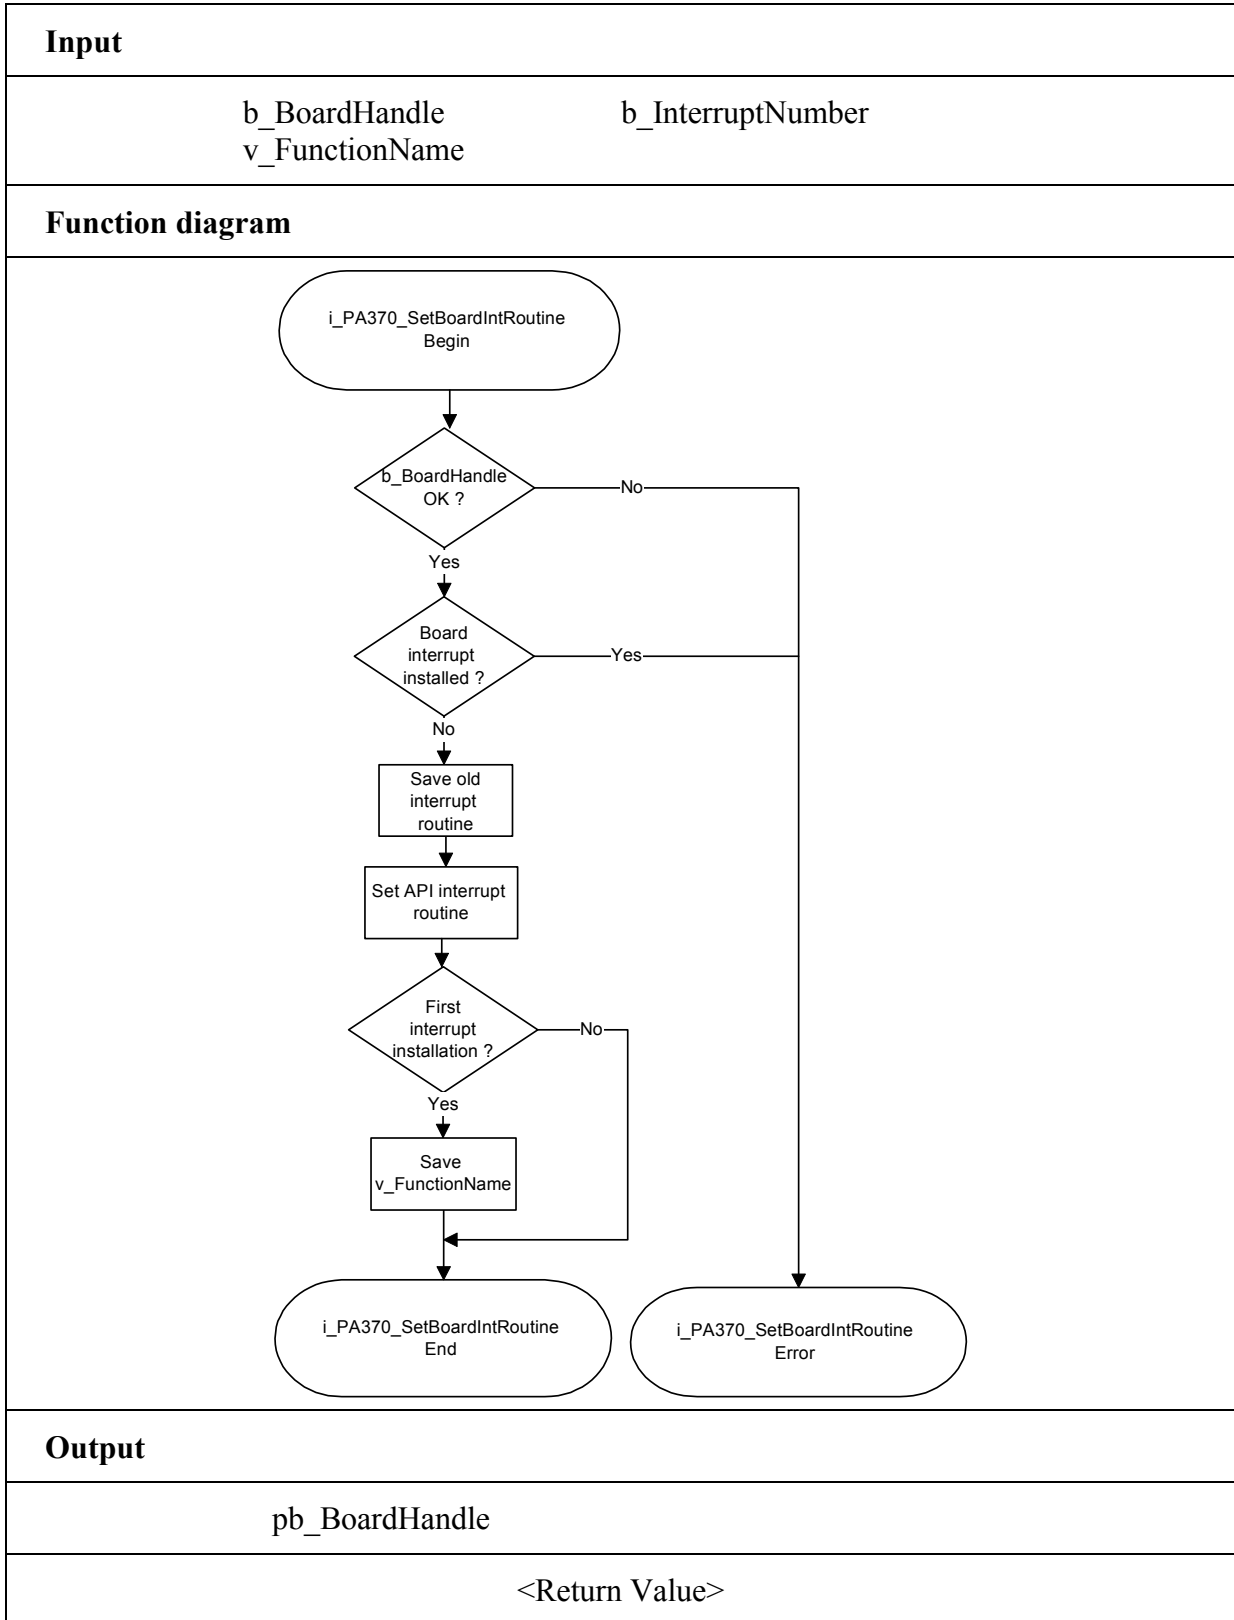 Input
b_BoardHandle b_InterruptNumber
v_FunctionName
Function diagram
i_PA370_SetBoardIntRoutine
Begin
b_BoardHandle
OK ?
No
Yes
Board
interrupt
installed ?
Yes
No
Save old
interrupt
routine
Set API interrupt
routine
First
interrupt
installation ?
No
Yes
Save
v_FunctionName
i_PA370_SetBoardIntRoutine
End
i_PA370_SetBoardIntRoutine
Error
Output
pb_BoardHandle
<Return Value>